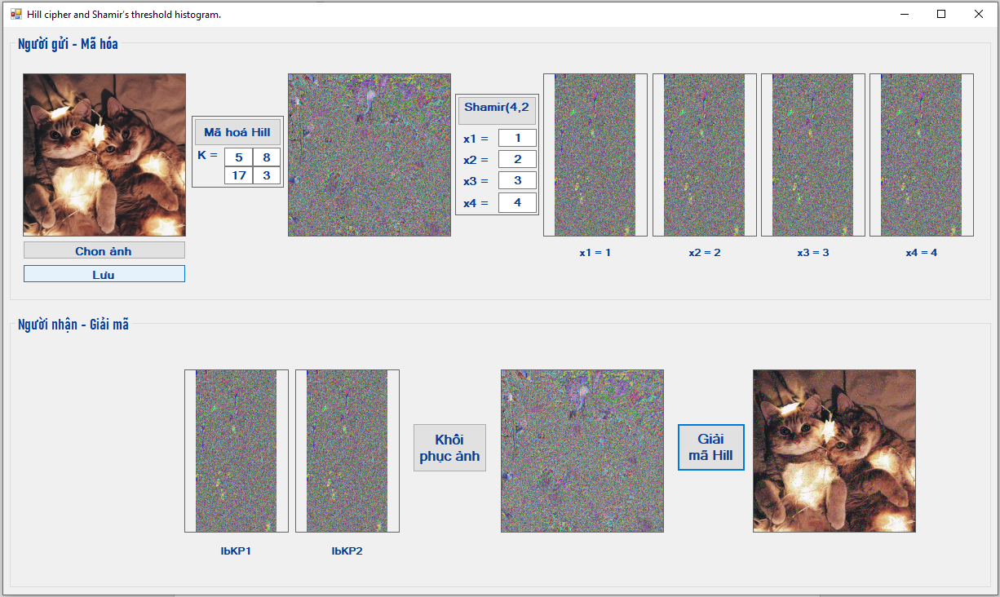 Hill cipher and Shamir's threshold histogram.
Người gửi - Mã hóa
Mã hoá Hill
K =
5 8
17 3
Shamir(4,2
x1 = 1
x2 = 2
x3 = 3
x4 = 4
x1 = 1
x2 = 2
x3 = 3
x4 = 4
Chọn ảnh
Lưu
Người nhận - Giải mã
lbKP1
lbKP2
Khôi
phục ảnh
Giải
mã Hill